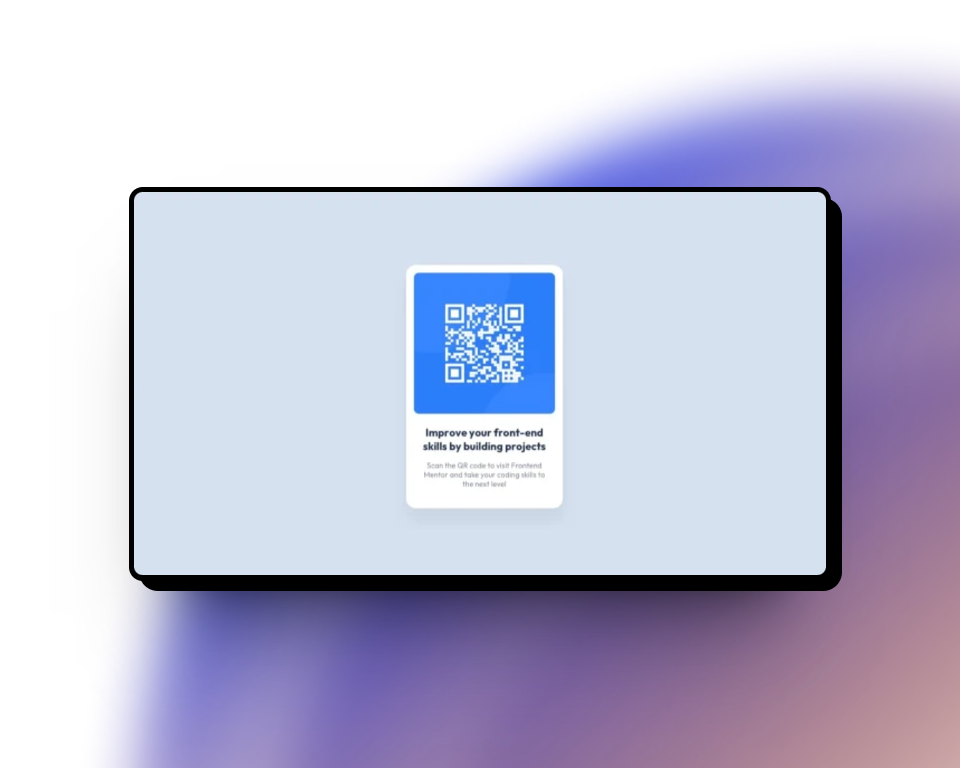 Improve your front-end
skills by building projects
Scan the QR code to visit Frontend
Mentor and take your coding skills to
the next level